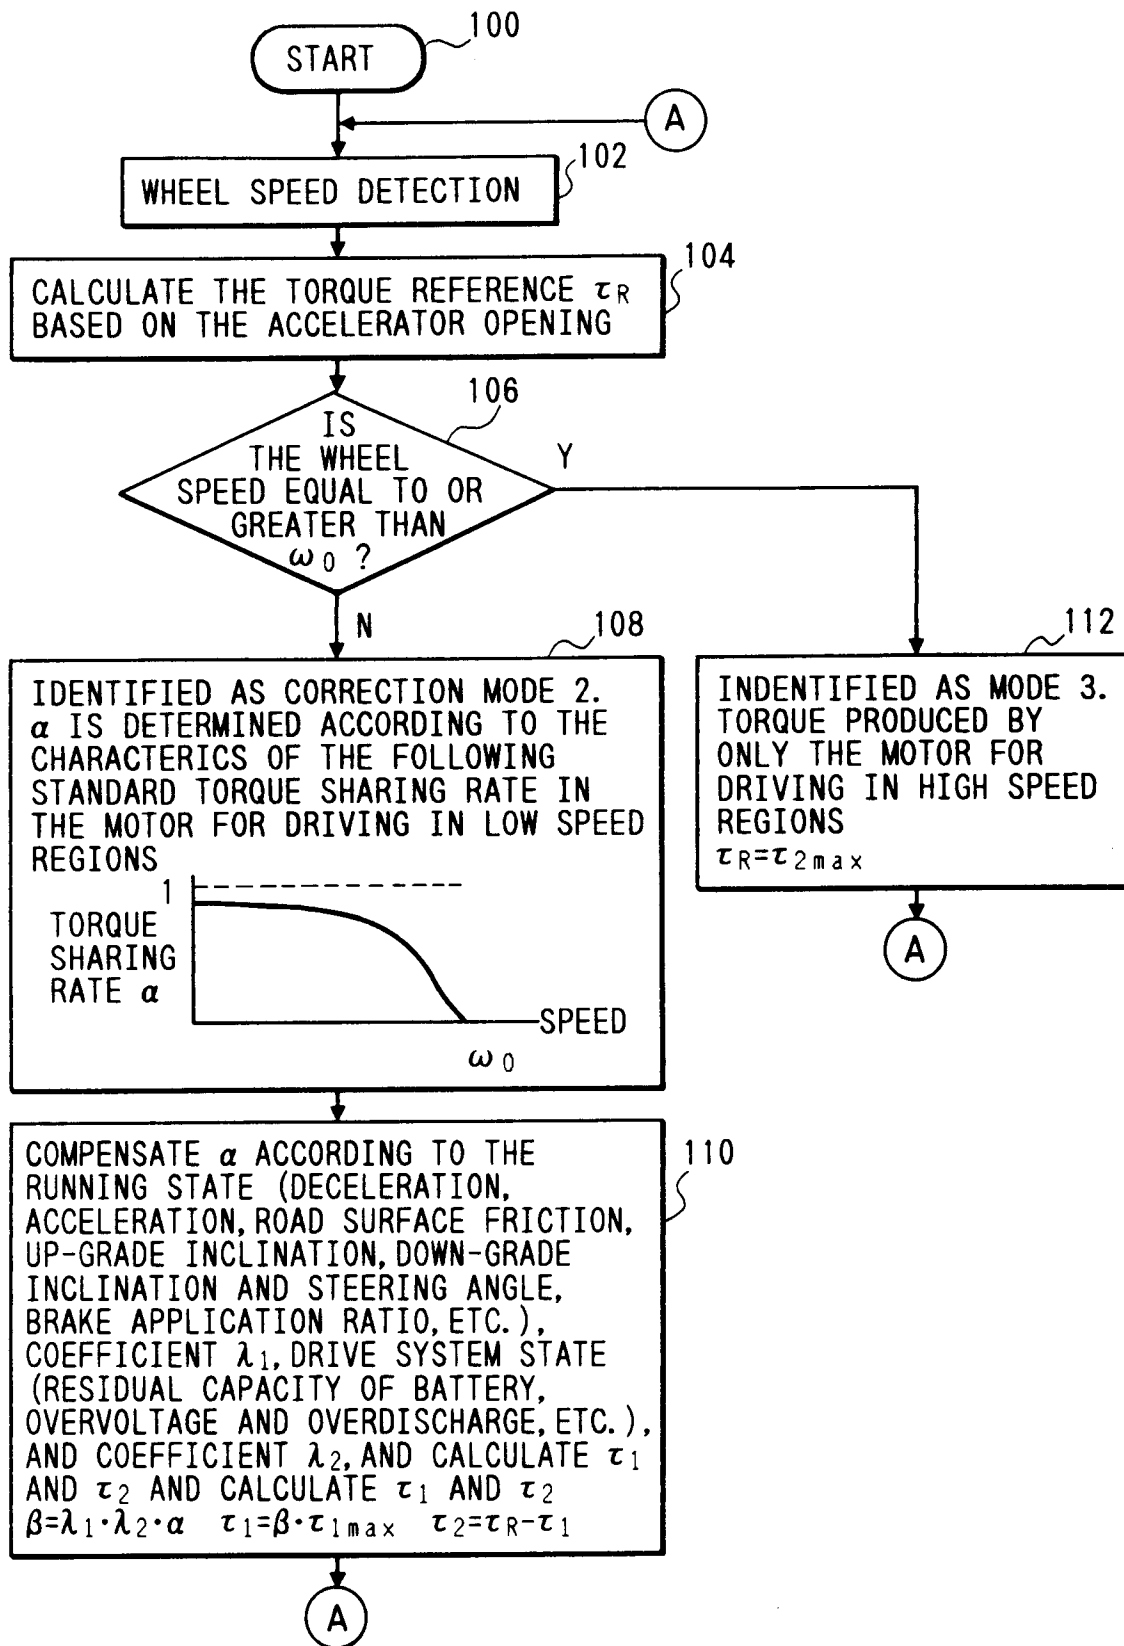 START
100
A
WHEEL SPEED DETECTION
102
CALCULATE THE TORQUE REFERENCE τR
BASED ON THE ACCELERATOR OPENING
104
106
IS
THE WHEEL
SPEED EQUAL TO OR
GREATER THAN
ω0 ?
Y
N
108
IDENTIFIED AS CORRECTION MODE 2.
α IS DETERMINED ACCORDING TO THE
CHARACTERICS OF THE FOLLOWING
STANDARD TORQUE SHARING RATE IN
THE MOTOR FOR DRIVING IN LOW SPEED
REGIONS
1
TORQUE
SHARING
RATE α
SPEED
ω0
112
INDENTIFIED AS MODE 3.
TORQUE PRODUCED BY
ONLY THE MOTOR FOR
DRIVING IN HIGH SPEED
REGIONS
τR=τ2max
A
110
COMPENSATE α ACCORDING TO THE
RUNNING STATE (DECELERATION,
ACCELERATION, ROAD SURFACE FRICTION,
UP-GRADE INCLINATION, DOWN-GRADE
INCLINATION AND STEERING ANGLE,
BRAKE APPLICATION RATIO, ETC.),
COEFFICIENT λ1, DRIVE SYSTEM STATE
(RESIDUAL CAPACITY OF BATTERY,
OVERVOLTAGE AND OVERDISCHARGE, ETC.),
AND COEFFICIENT λ2, AND CALCULATE τ1
AND τ2 AND CALCULATE τ1 AND τ2
β=λ1·λ2·α τ1=β·τ1max τ2=τR-τ1
A